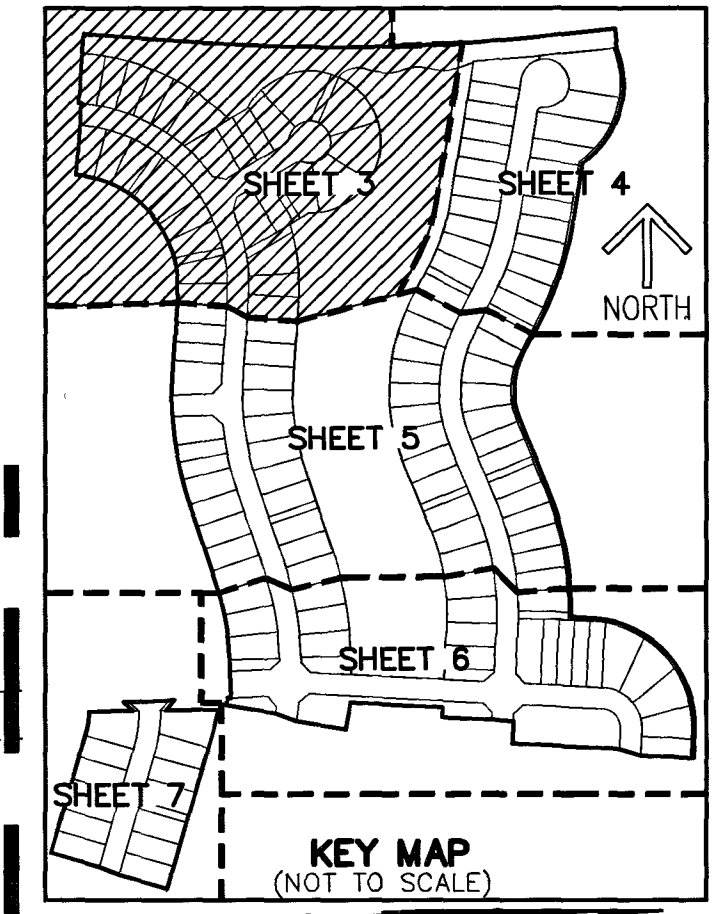 SHEET 3
SHEET 4
NORTH
SHEET 5
SHEET 6
SHEET 7
KEY MAP
(NOT TO SCALE)